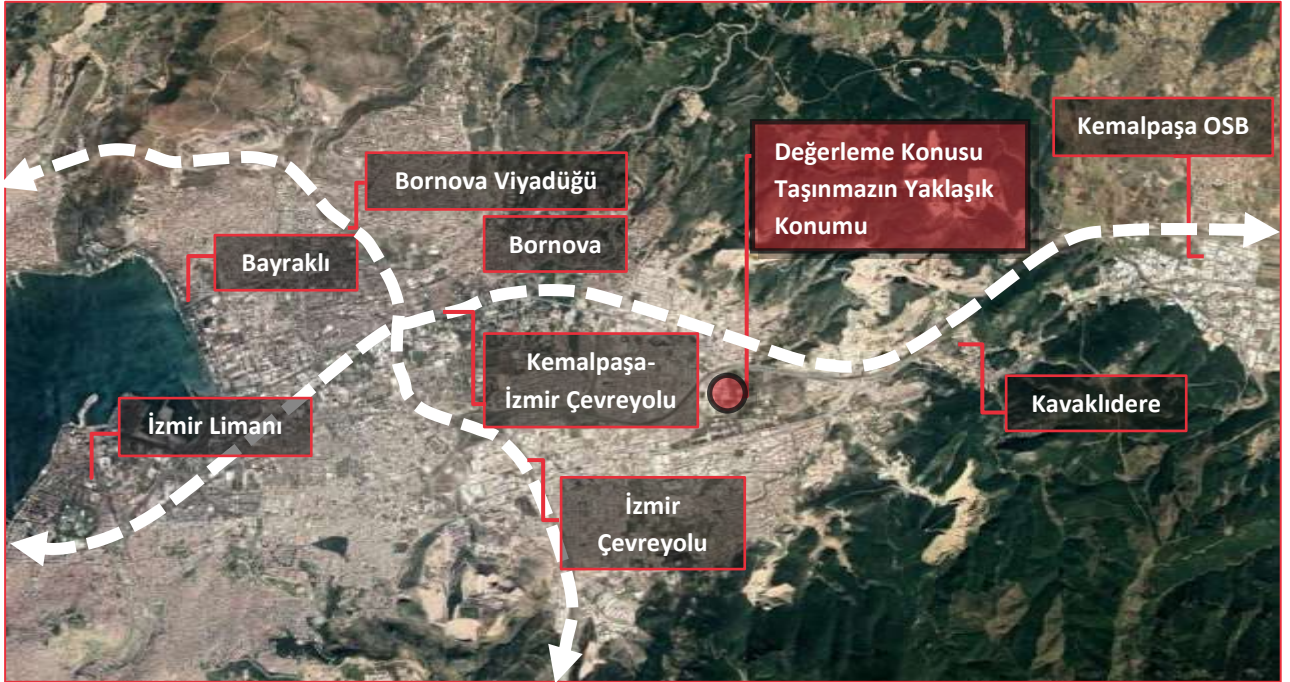 Kemalpaşa OSB
Değerleme Konusu
Taşınmazın Yaklaşık
Konumu
Bornova Viyadüğü
Bornova
Bayraklı
Kemalpaşa-
İzmir Çevreyolu
Kavaklıdere
İzmir Limanı
İzmir
Çevreyolu